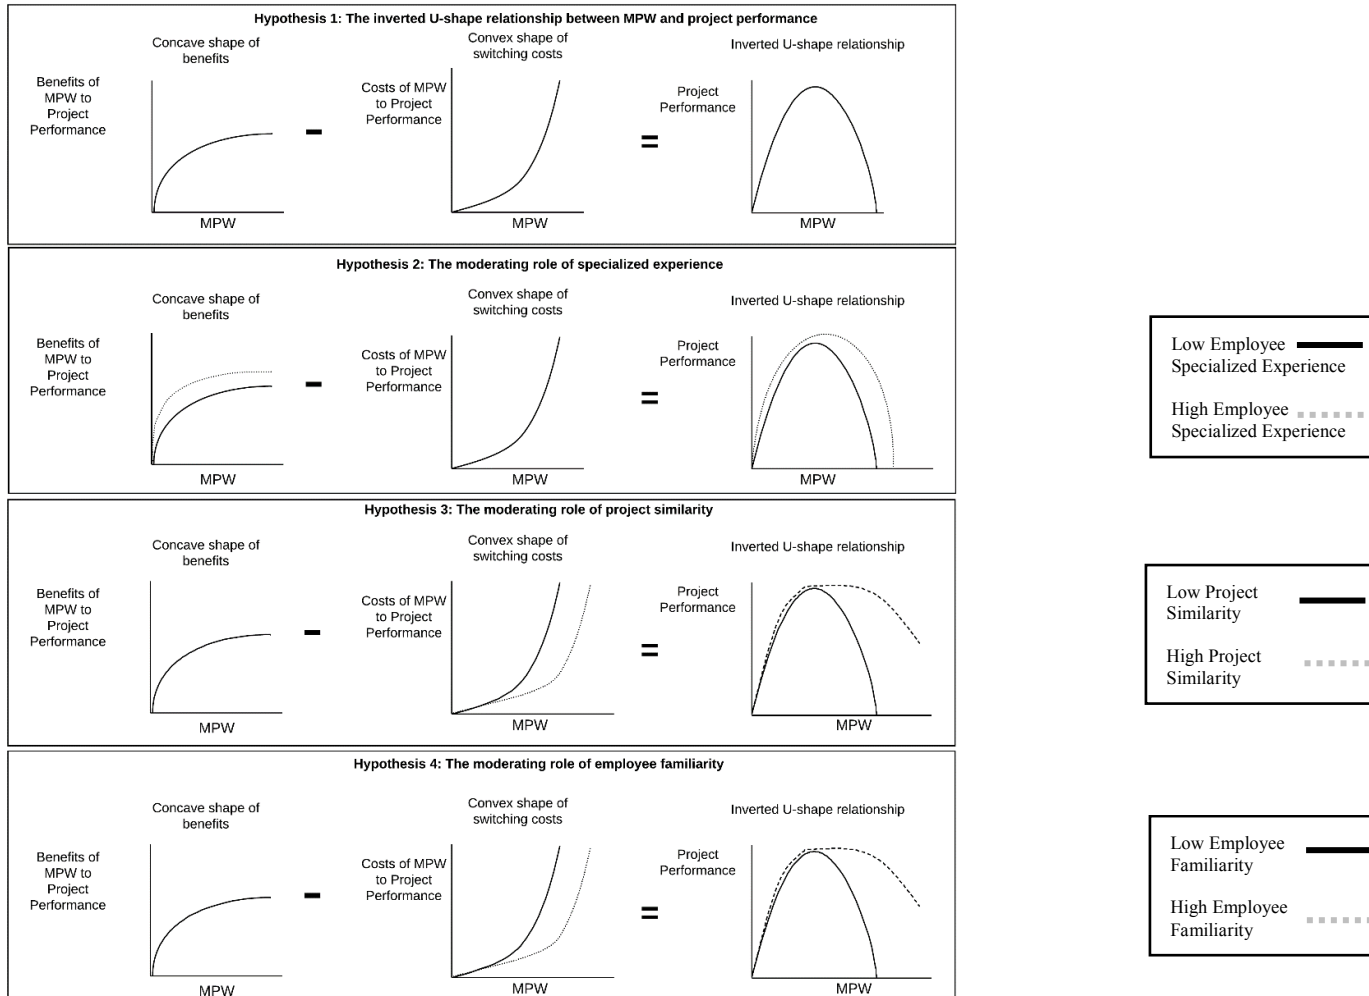 Hypothesis 1: The inverted U-shape relationship between MPW and project performance
Concave shape of
benefits
Convex shape of
switching costs
Inverted U-shape relationship
Benefits of
MPW to
Project
Performance
Costs of MPW
to Project
Performance
Project
Performance
MPW
MPW
MPW
Hypothesis 2: The moderating role of specialized experience
Concave shape of
benefits
Convex shape of
switching costs
Inverted U-shape relationship
Benefits of
MPW to
Project
Performance
Costs of MPW
to Project
Performance
Project
Performance
MPW
MPW
MPW
Low Employee
Specialized Experience
High Employee
Specialized Experience
Hypothesis 3: The moderating role of project similarity
Concave shape of
benefits
Convex shape of
switching costs
Inverted U-shape relationship
Benefits of
MPW to
Project
Performance
Costs of MPW
to Project
Performance
Project
Performance
MPW
MPW
MPW
Low Project
Similarity
High Project
Similarity
Hypothesis 4: The moderating role of employee familiarity
Concave shape of
benefits
Convex shape of
switching costs
Inverted U-shape relationship
Benefits of
MPW to
Project
Performance
Costs of MPW
to Project
Performance
Project
Performance
MPW
MPW
MPW
Low Employee
Familiarity
High Employee
Familiarity